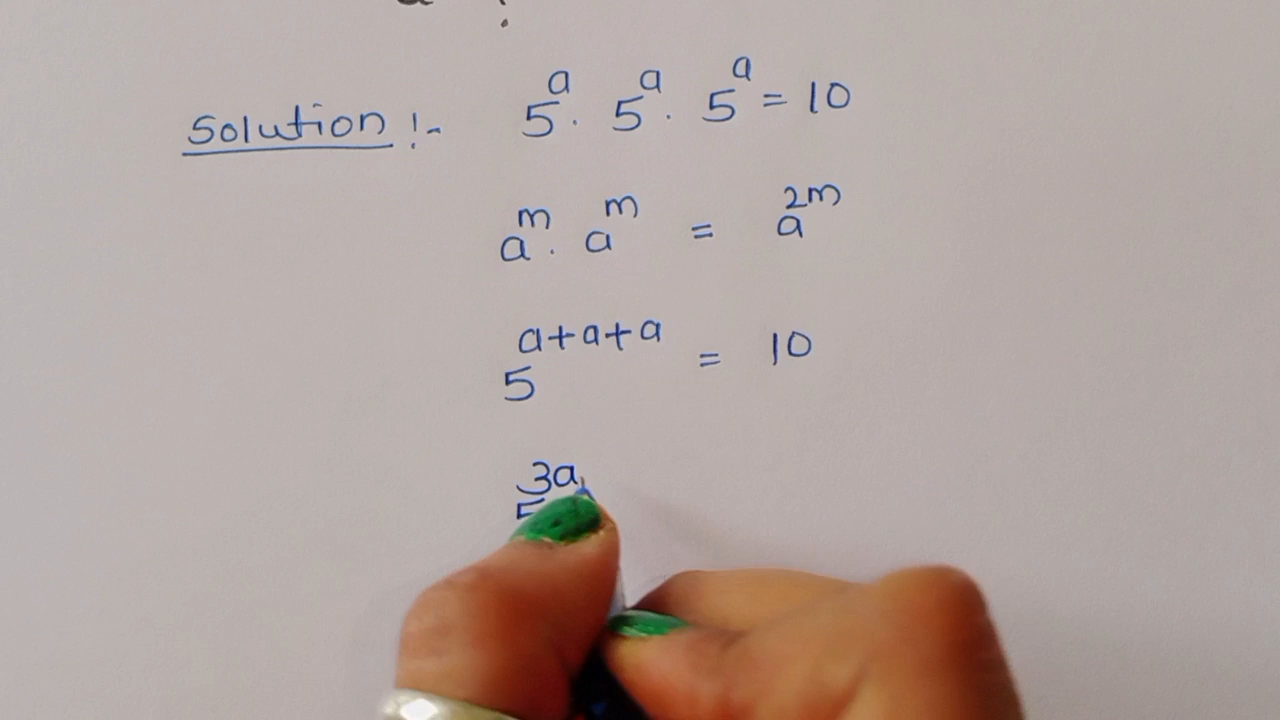 Solution :- 5^a . 5^a . 5^a = 10
a^m . a^m = a^2m
5^a+a+a = 10
5^3a